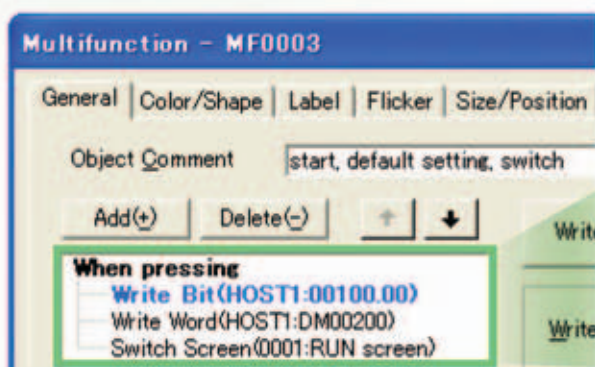 Multifunction - MF0003
General Color/Shape Label Flicker Size/Position
Object Comment start, default setting, switch
Add(+) Delete(-)
When pressing
Write Bit(HOST1:00100.00)
Write Word(HOST1:DM00200)
Switch Screen(0001:RUN screen)